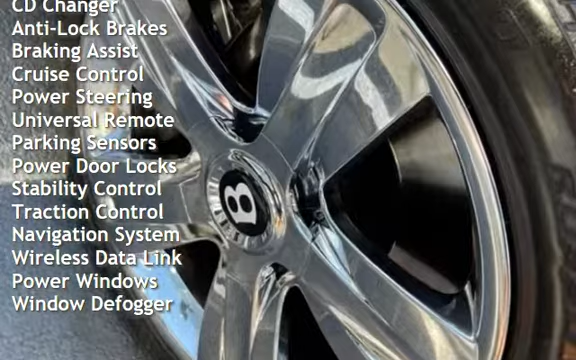 CD Changer
Anti-Lock Brakes
Braking Assist
Cruise Control
Power Steering
Universal Remote
Parking Sensors
Power Door Locks
Stability Control
Traction Control
Navigation System
Wireless Data Link
Power Windows
Window Defogger
B